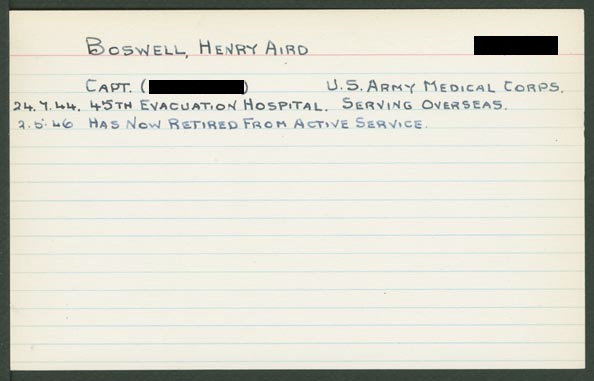 BOSWELL, HENRY AIRD
CAPT. ( ) U.S. ARMY MEDICAL CORPS.
24.7.44. 45TH EVACUATION HOSPITAL. SERVING OVERSEAS.
2.5.46 HAS NOW RETIRED FROM ACTIVE SERVICE.